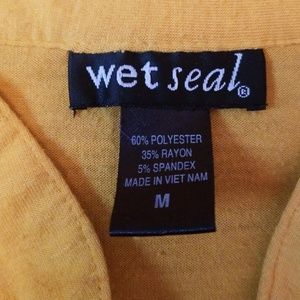 wet seal®
60% POLYESTER
35% RAYON
5% SPANDEX
MADE IN VIET NAM
M